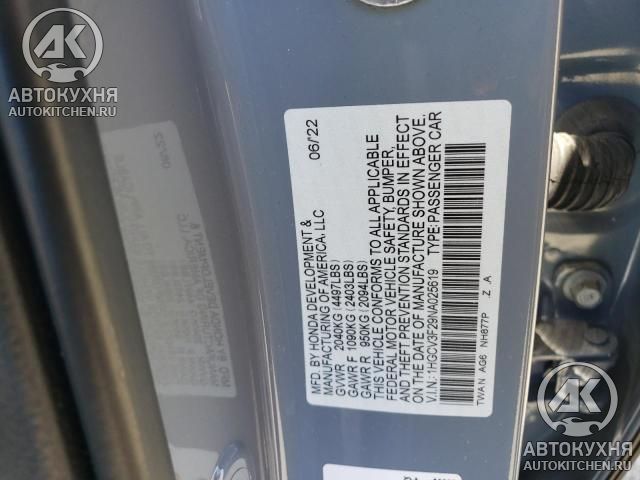 АВТОКУХНЯ
AVTOKITCHEN.RU
MFD. BY HONDA DEVELOPMENT & 06/22
MANUFACTURING OF AMERICA, LLC
GVWR 2040KG (4497LBS)
GAWR F 1090KG (2403LBS)
GAWR R 950KG (2094LBS)
THIS VEHICLE CONFORMS TO ALL APPLICABLE
FEDERAL MOTOR VEHICLE SAFETY, BUMPER,
AND THEFT PREVENTION STANDARDS IN EFFECT
ON THE DATE OF MANUFACTURE SHOWN ABOVE.
V.I.N.:1HGCV3F29NA025619 TYPE:PASSENGER CAR
TWAN AG6 NH877P Z A
АВТОКУХНЯ
AVTOKITCHEN.RU